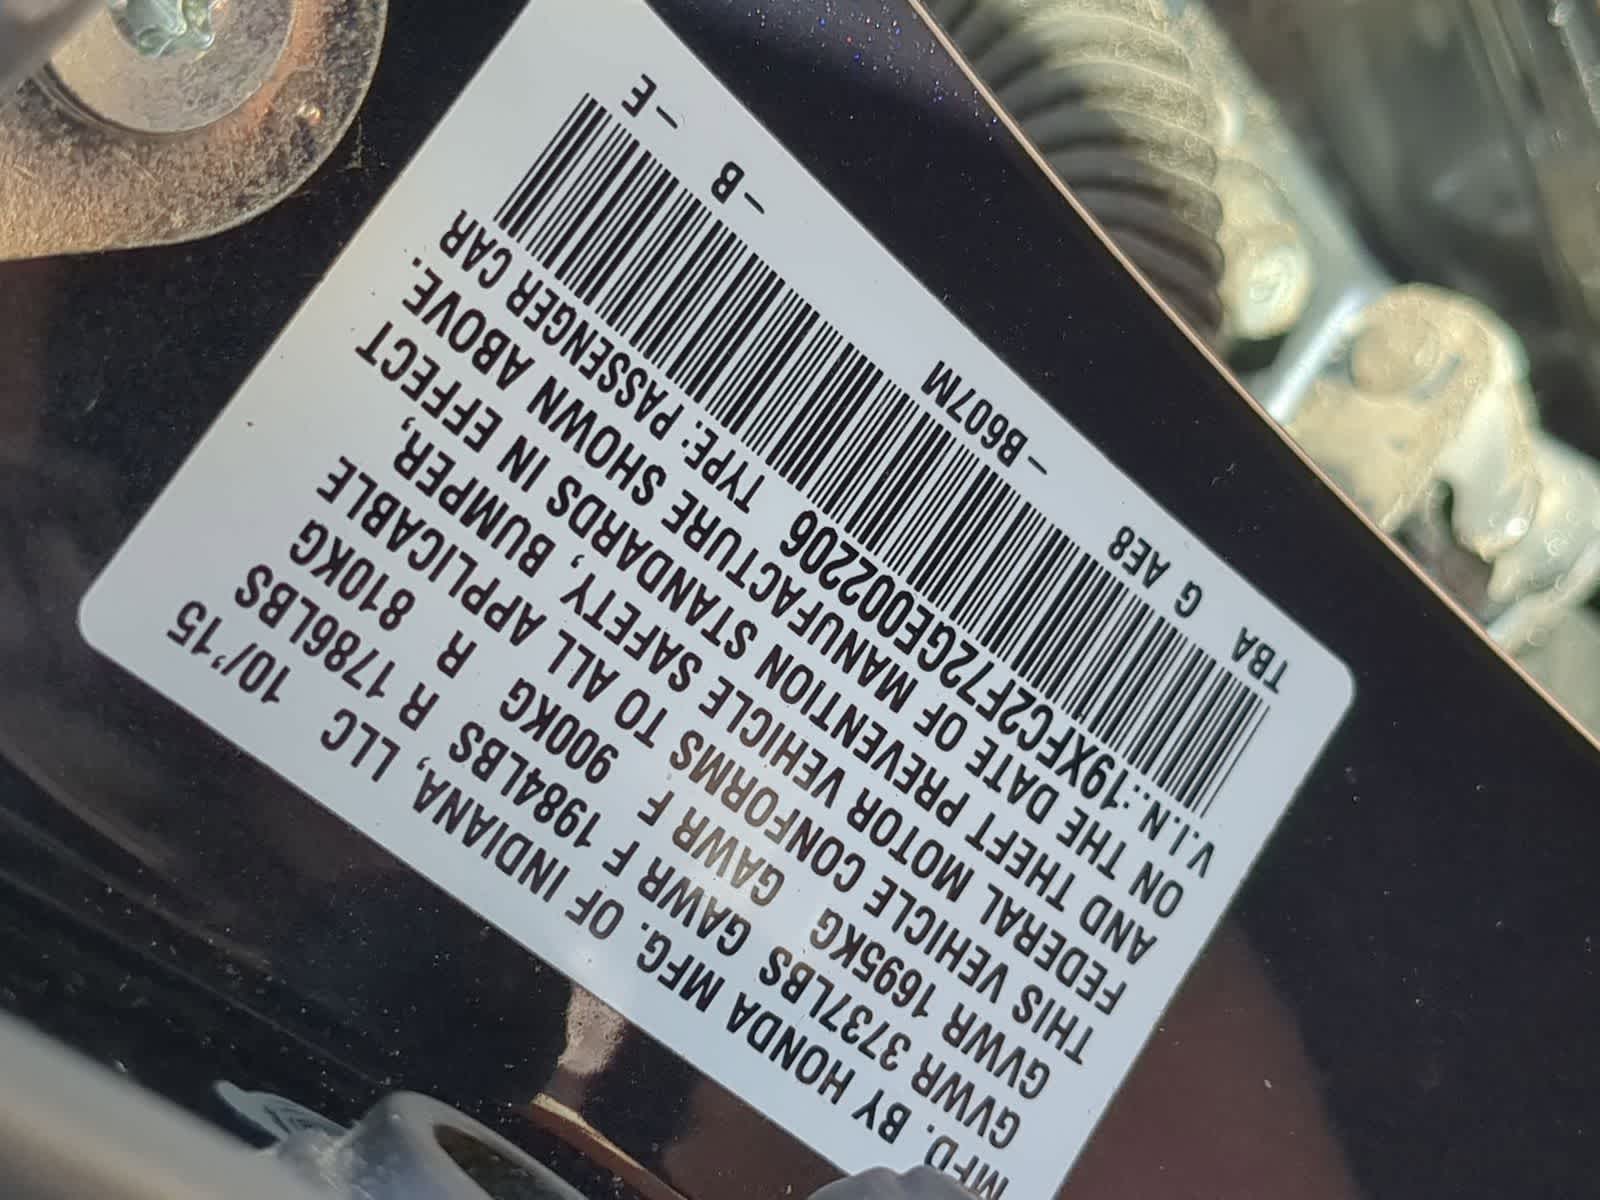 MFD. BY HONDA MFG. OF INDIANA, LLC 10/'15
GVWR 3737LBS GAWR F 1984LBS R 1786LBS
GVWR 1695KG GAWR F 900KG R 810KG
THIS VEHICLE CONFORMS TO ALL APPLICABLE
FEDERAL MOTOR VEHICLE SAFETY, BUMPER,
AND THEFT PREVENTION STANDARDS IN EFFECT
ON THE DATE OF MANUFACTURE SHOWN ABOVE.
V.I.N.:19XFC2F72GE002206 TYPE: PASSENGER CAR
TBA G AE8 -B607M -B -E